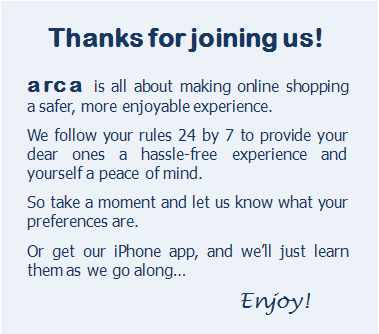 Thanks for joining us!
arca is all about making online shopping
a safer, more enjoyable experience.
We follow your rules 24 by 7 to provide your
dear ones a hassle-free experience and
yourself a peace of mind.
So take a moment and let us know what your
preferences are.
Or get our iPhone app, and we'll just learn
them as we go along...
Enjoy!